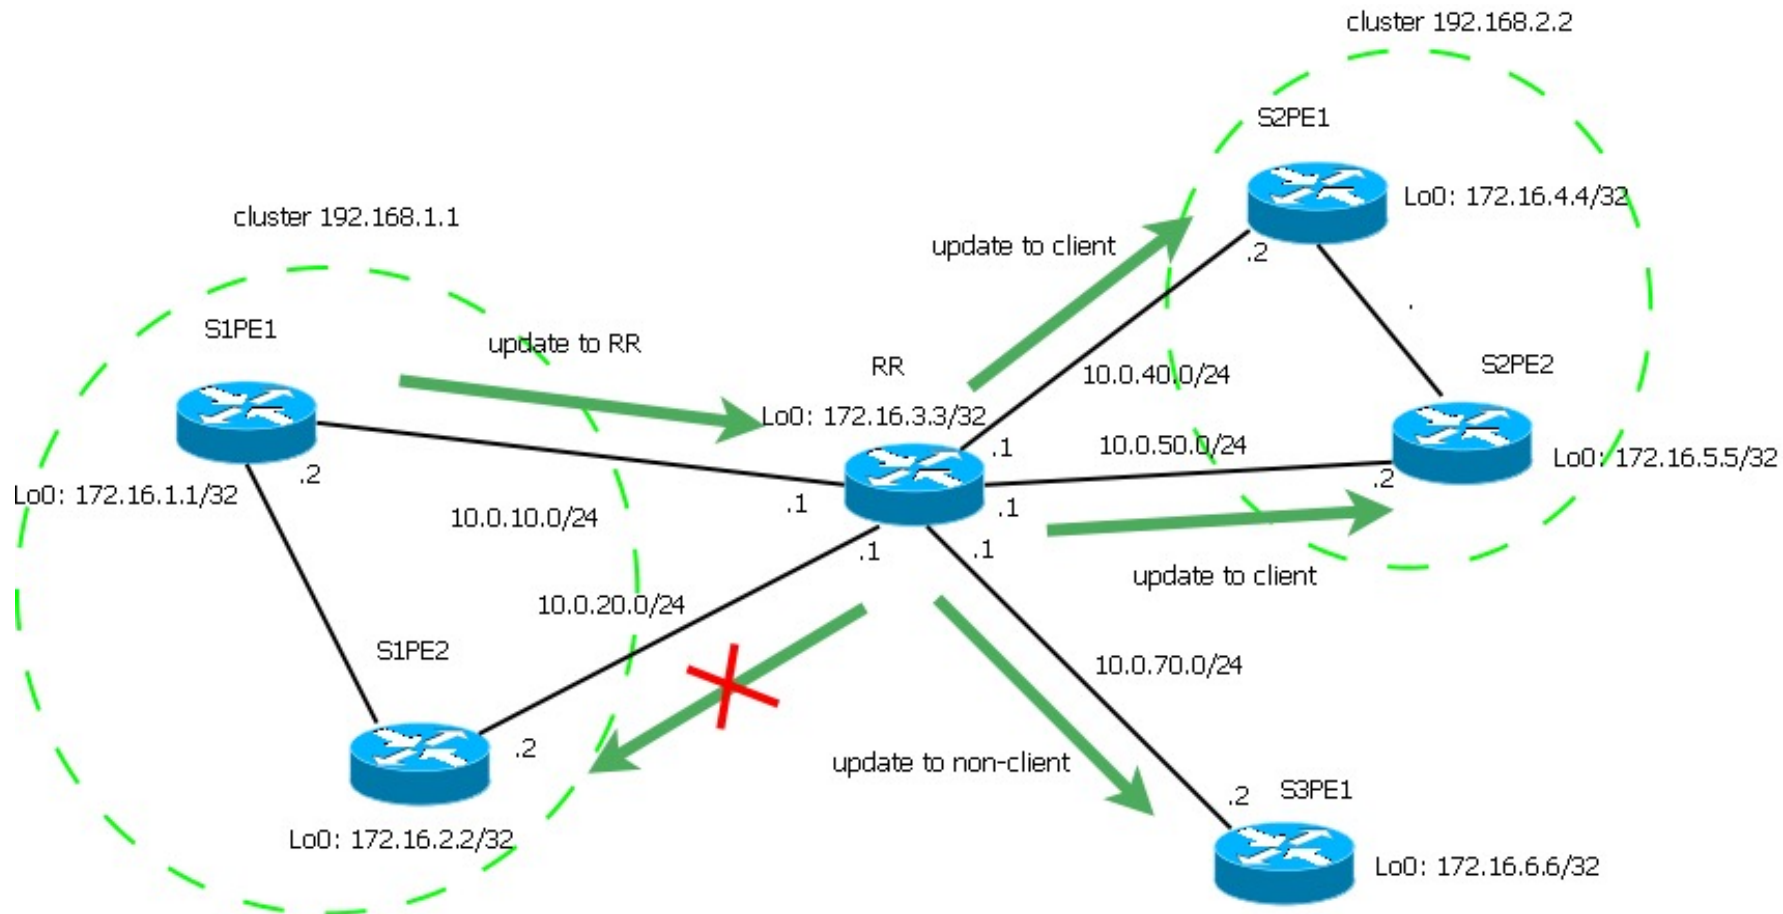 cluster 192.168.2.2
S2PE1
Lo0: 172.16.4.4/32
cluster 192.168.1.1
update to client
.2
.
S1PE1
update to RR
RR
S2PE2
10.0.40.0/24
Lo0: 172.16.3.3/32
.1
10.0.50.0/24
Lo0: 172.16.5.5/32
.2
.2
Lo0: 172.16.1.1/32
.1
.1
10.0.10.0/24
.1
.1
update to client
10.0.20.0/24
S1PE2
10.0.70.0/24
.2
update to non-client
.2
S3PE1
Lo0: 172.16.2.2/32
Lo0: 172.16.6.6/32